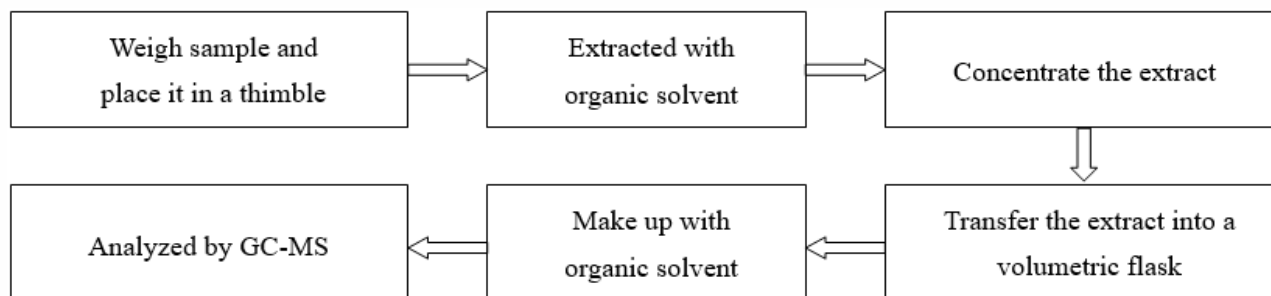 Weigh sample and
place it in a thimble
Extracted with
organic solvent
Concentrate the extract
Transfer the extract into a
volumetric flask
Make up with
organic solvent
Analyzed by GC-MS